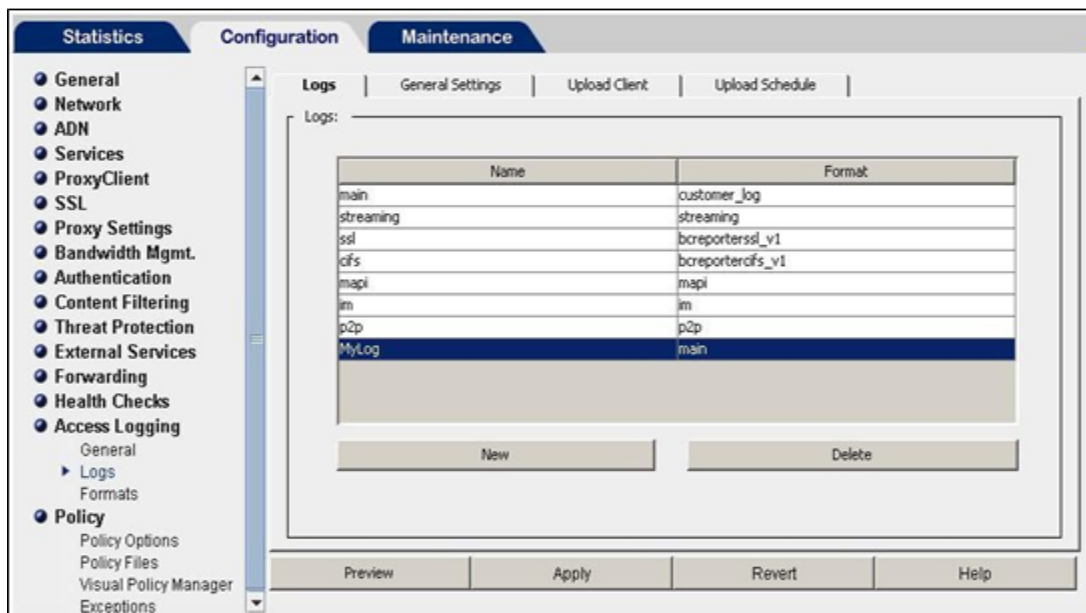 Statistics
Configuration
Maintenance
General
Network
ADN
Services
ProxyClient
SSL
Proxy Settings
Bandwidth Mgmt.
Authentication
Content Filtering
Threat Protection
External Services
Forwarding
Health Checks
Access Logging
General
Logs
Formats
Policy
Policy Options
Policy Files
Visual Policy Manager
Exceptions
Logs
General Settings
Upload Client
Upload Schedule
Logs:
Name Format
main customer_log
streaming streaming
ssl bcreporterssl_v1
cifs bcreportercifs_v1
mapi mapi
im im
p2p p2p
MyLog main
New Delete
Preview Apply Revert Help